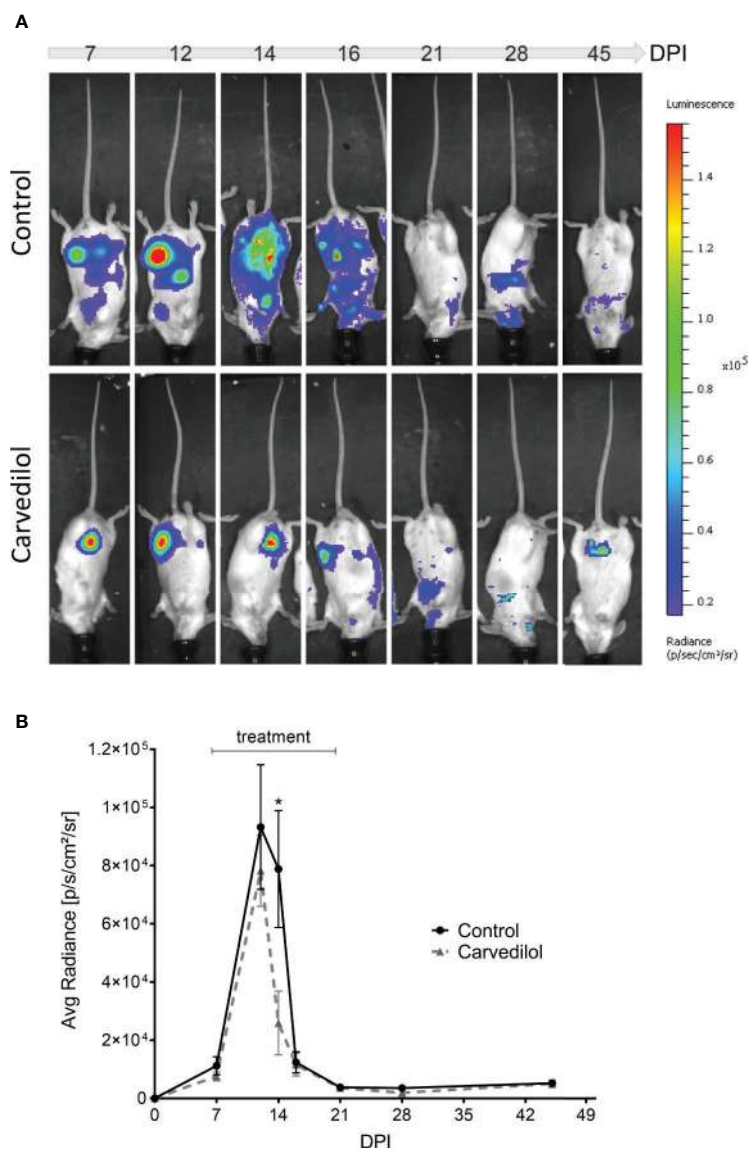 A
7 12 14 16 21 28 45 DPI
Control
Carvedilol
Luminescence
1.4
1.2
1.0
×10⁵
0.8
0.6
0.4
0.2
Radiance
(p/sec/cm²/sr)
B
treatment
1.2×10⁵
1×10⁵
8×10⁴
6×10⁴
4×10⁴
2×10⁴
0
*
Avg Radiance [p/s/cm²/sr]
Control
Carvedilol
0 7 14 21 28 35 42 49
DPI